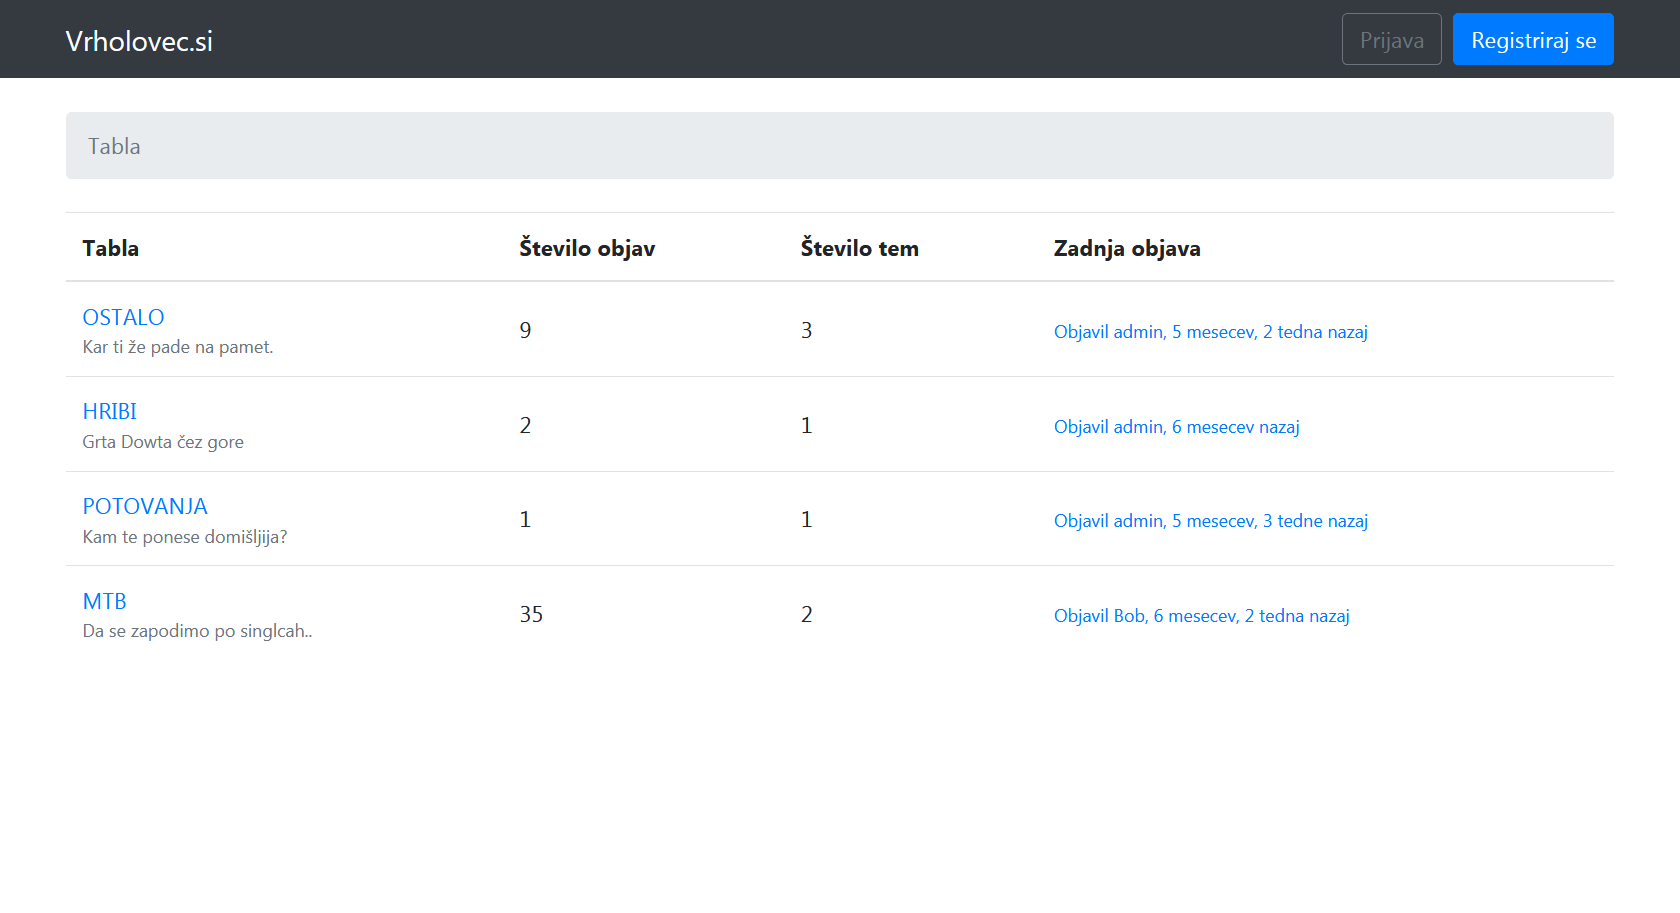 Vrholovec.si
Prijava
Registriraj se
Tabla
Tabla Število objav Število tem Zadnja objava
OSTALO
Kar ti že pade na pamet.
9 3 Objavil admin, 5 mesecev, 2 tedna nazaj
HRIBI
Grta Dowta čez gore
2 1 Objavil admin, 6 mesecev nazaj
POTOVANJA
Kam te ponese domišljija?
1 1 Objavil admin, 5 mesecev, 3 tedne nazaj
MTB
Da se zapodimo po singlcah..
35 2 Objavil Bob, 6 mesecev, 2 tedna nazaj